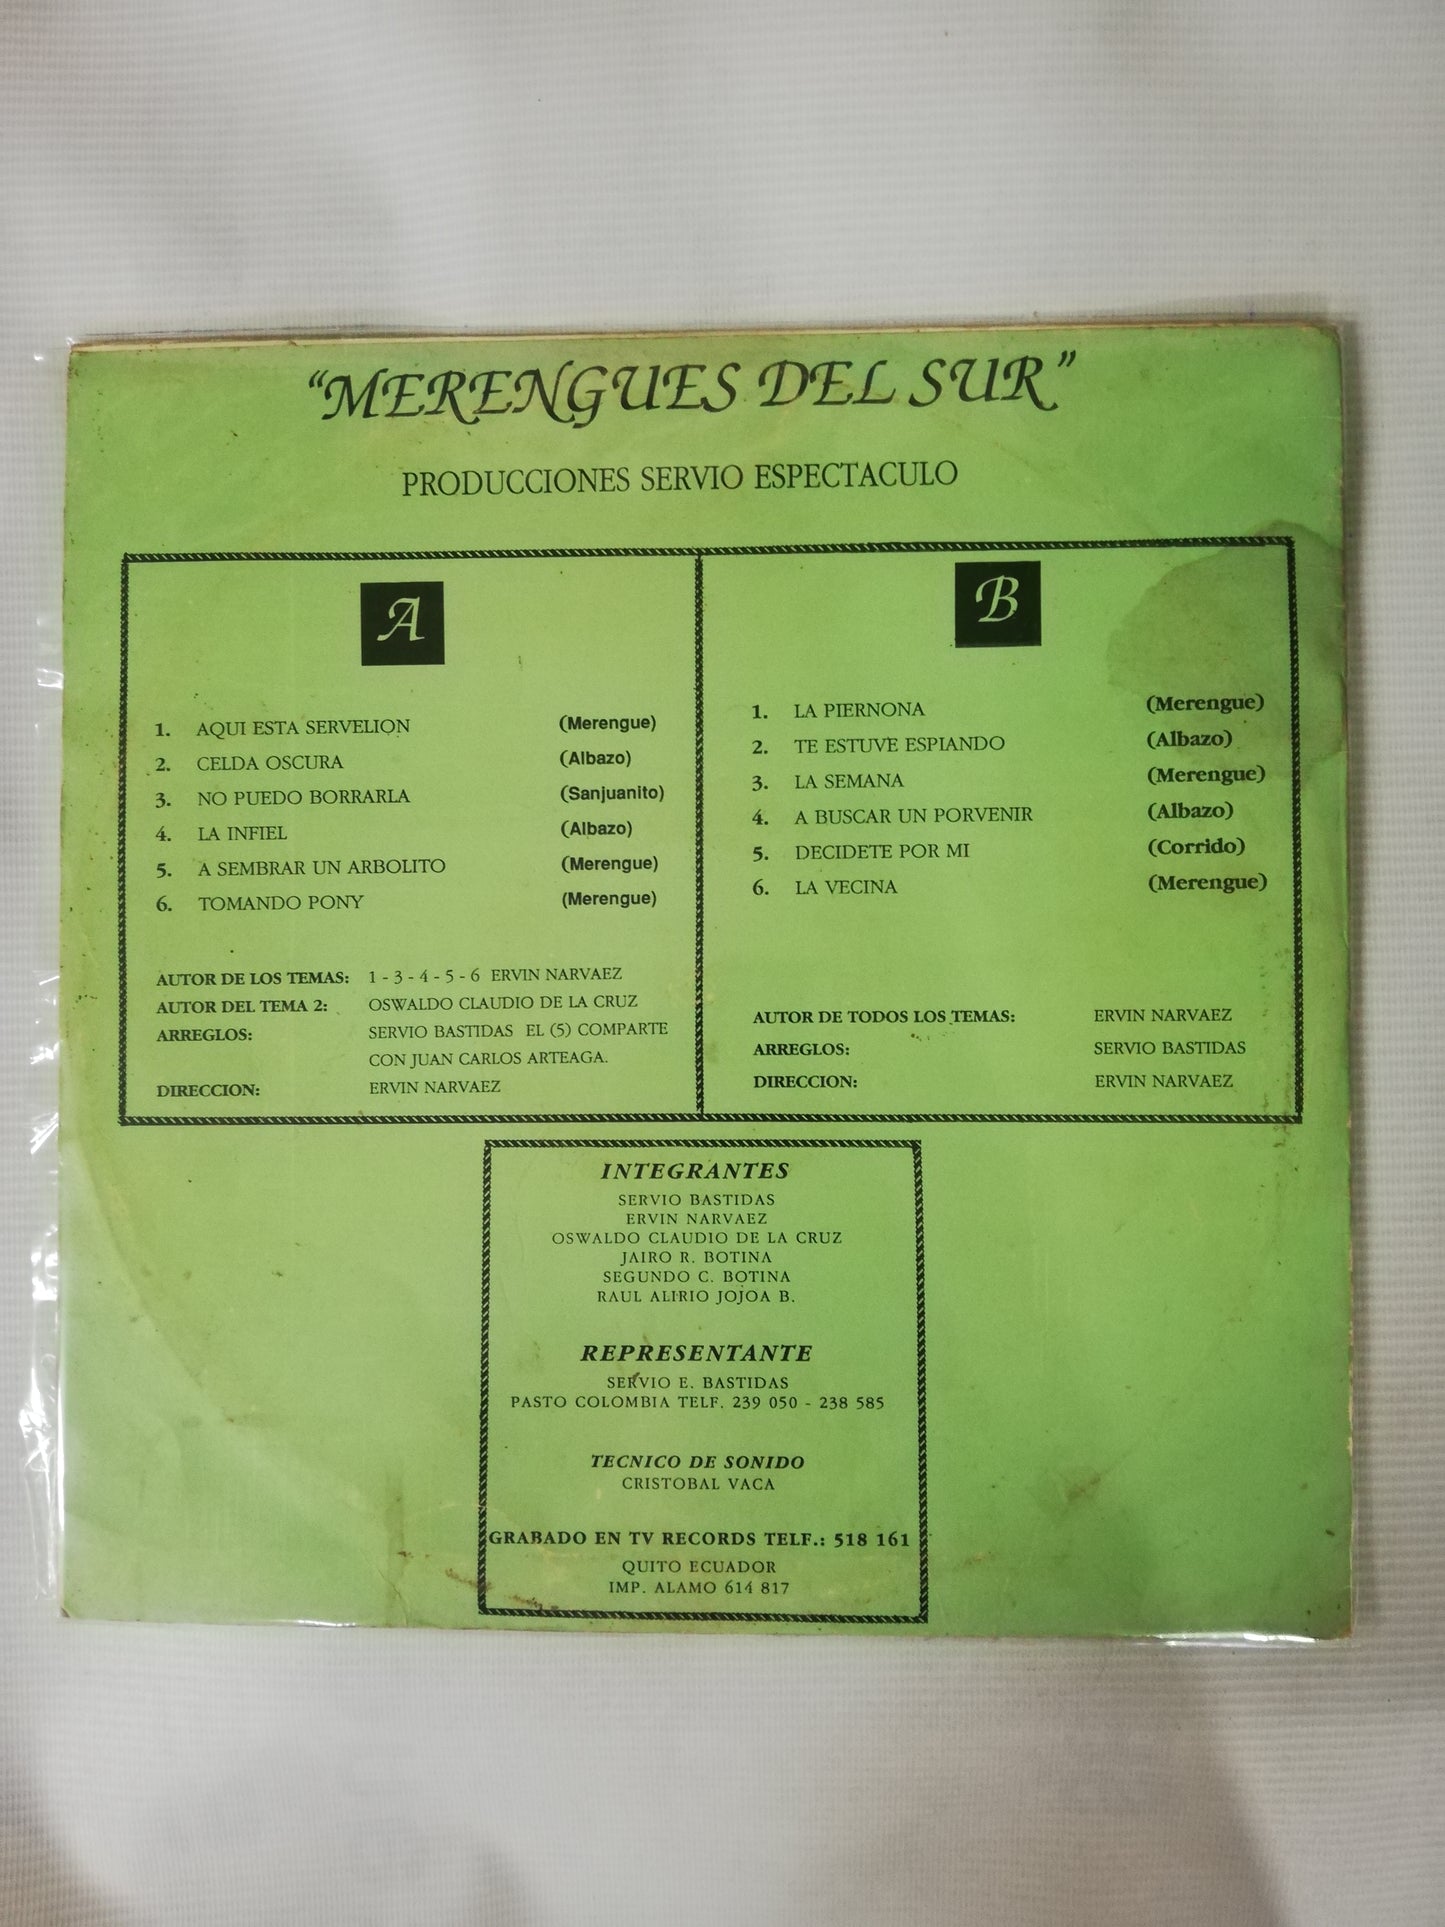 "MERENGUES DEL SUR"
PRODUCCIONES SERVIO ESPECTACULO
A
1. AQUI ESTA SERVELION (Merengue)
2. CELDA OSCURA (Albazo)
3. NO PUEDO BORRARLA (Sanjuanito)
4. LA INFIEL (Albazo)
5. A SEMBRAR UN ARBOLITO (Merengue)
6. TOMANDO PONY (Merengue)
AUTOR DE LOS TEMAS: 1 - 3 - 4 - 5 - 6 ERVIN NARVAEZ
AUTOR DEL TEMA 2: OSWALDO CLAUDIO DE LA CRUZ
ARREGLOS: SERVIO BASTIDAS EL (5) COMPARTE
CON JUAN CARLOS ARTEAGA.
DIRECCION: ERVIN NARVAEZ
B
1. LA PIERNONA (Merengue)
2. TE ESTUVE ESPIANDO (Albazo)
3. LA SEMANA (Merengue)
4. A BUSCAR UN PORVENIR (Albazo)
5. DECIDETE POR MI (Corrido)
6. LA VECINA (Merengue)
AUTOR DE TODOS LOS TEMAS: ERVIN NARVAEZ
ARREGLOS: SERVIO BASTIDAS
DIRECCION: ERVIN NARVAEZ
INTEGRANTES
SERVIO BASTIDAS
ERVIN NARVAEZ
OSWALDO CLAUDIO DE LA CRUZ
JAIRO R. BOTINA
SEGUNDO C. BOTINA
RAUL ALIRIO JOJOA B.
REPRESENTANTE
SERVIO E. BASTIDAS
PASTO COLOMBIA TELF. 239 050 - 238 585
TECNICO DE SONIDO
CRISTOBAL VACA
GRABADO EN TV RECORDS TELF.: 518 161
QUITO ECUADOR
IMP. ALAMO 614 817